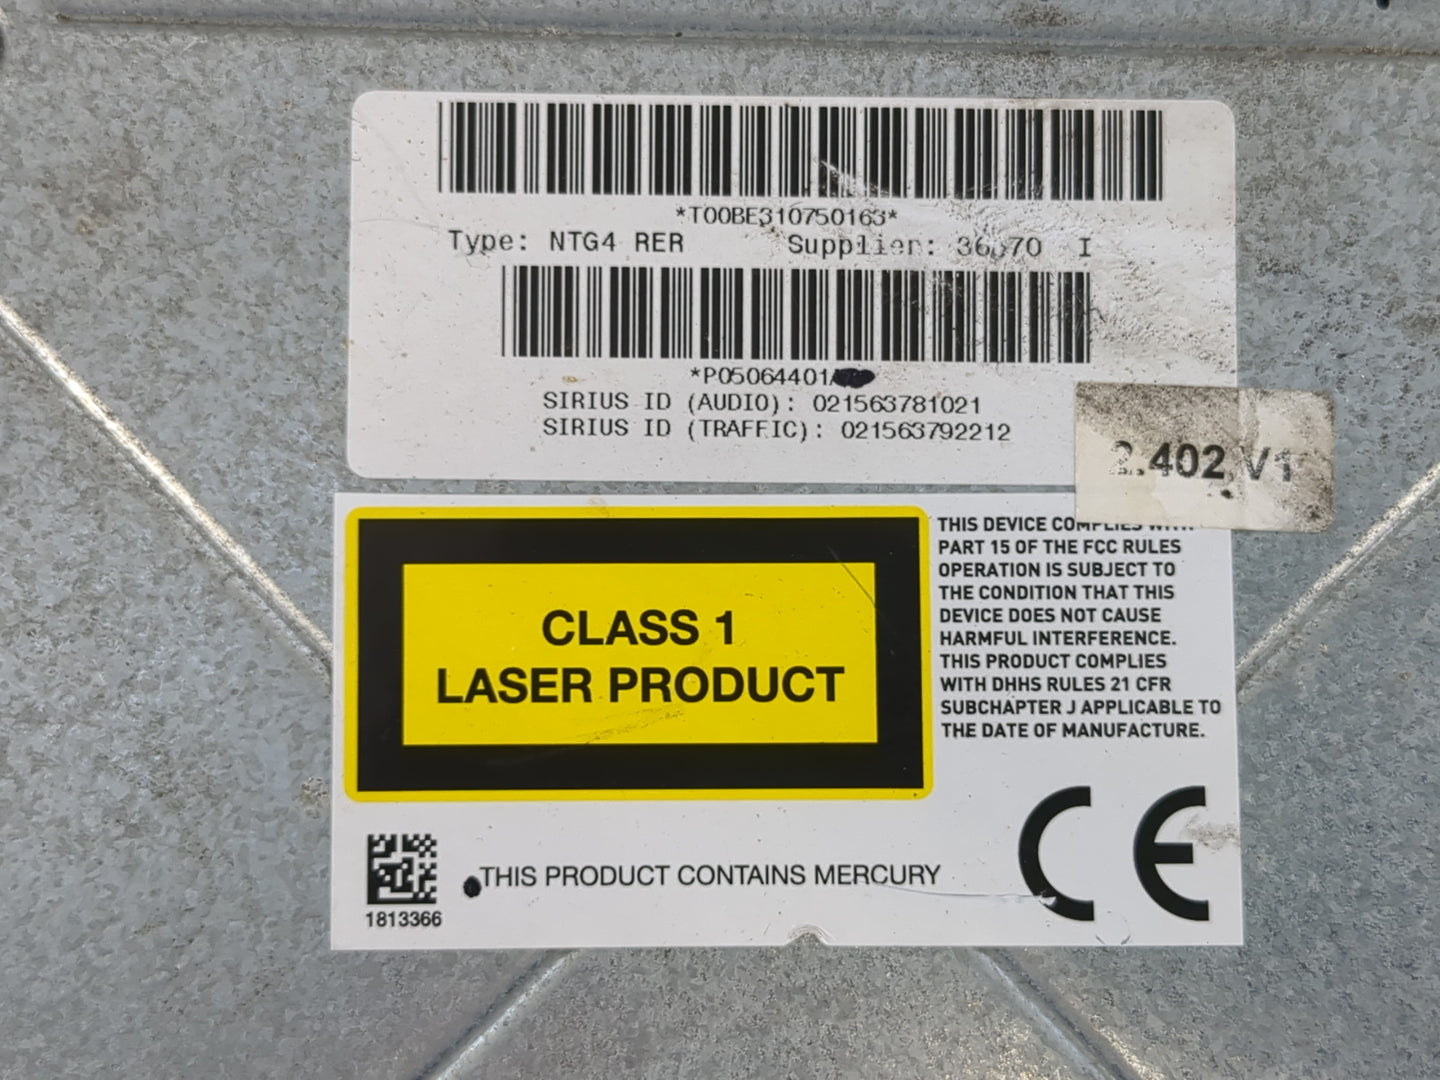 *T00BE310750163*
Type: NTG4 RER Supplier: I
*P05064401
SIRIUS ID (AUDIO): 021563781021
SIRIUS ID (TRAFFIC): 021563792212
2.402 V1
CLASS 1
LASER PRODUCT
THIS DEVICE COMPLIES WITH
PART 15 OF THE FCC RULES
OPERATION IS SUBJECT TO
THE CONDITION THAT THIS
DEVICE DOES NOT CAUSE
HARMFUL INTERFERENCE.
THIS PRODUCT COMPLIES
WITH DHHS RULES 21 CFR
SUBCHAPTER J APPLICABLE TO
THE DATE OF MANUFACTURE.
1813366
THIS PRODUCT CONTAINS MERCURY
CE